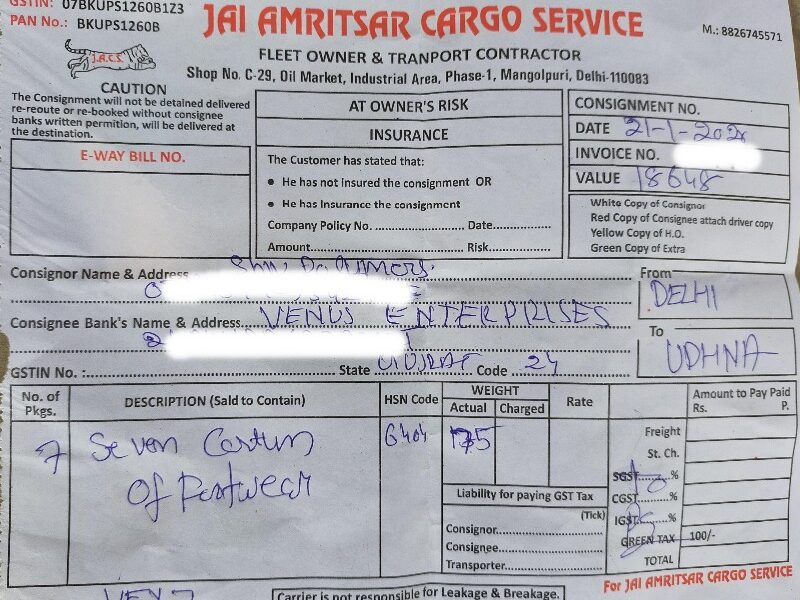 GSTIN: 07BKUPS1260B1Z3
PAN No.: BKUPS1260B
JAI AMRITSAR CARGO SERVICE
M.: 8826745571
J.A.C.S.
FLEET OWNER & TRANPORT CONTRACTOR
Shop No. C-29, Oil Market, Industrial Area, Phase-1, Mangolpuri, Delhi-110083
CAUTION
The Consignment will not be detained delivered
re-route or re-booked without consignee
banks written permition, will be delivered at
the destination.
E-WAY BILL NO.
AT OWNER'S RISK
INSURANCE
The Customer has stated that:
• He has not Insured the consignment OR
• He has Insurance the consignment
Company Policy No. Date
Amount Risk
CONSIGNMENT NO.
DATE 21-1-202
INVOICE NO.
VALUE 18648
White Copy of Consignor
Red Copy of Consignee attach driver copy
Yellow Copy of H.O.
Green Copy of Extra
Consignor Name & Address
From DELHI
Consignee Bank's Name & Address VENUS ENTERPRISES
To UDHNA
GSTIN No.: State GUJRAT Code 24
No. of Pkgs.
DESCRIPTION (Sald to Contain)
HSN Code
WEIGHT
Actual Charged
Rate
Amount to Pay Paid
Rs. P.
7 Seven Cartun
of
6404
175
Freight
St. Ch.
SGST %
CGST %
IGST %
GREEN TAX 100/-
TOTAL
Liability for paying GST Tax
(Tick)
Consignor
Consignee
Transporter
Carrier is not responsible for Leakage & Breakage.
For JAI AMRITSAR CARGO SERVICE